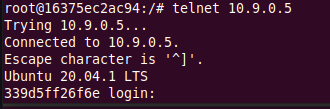 root@16375ec2ac94:/# telnet 10.9.0.5
Trying 10.9.0.5...
Connected to 10.9.0.5.
Escape character is '^]'.
Ubuntu 20.04.1 LTS
339d5ff26f6e login: